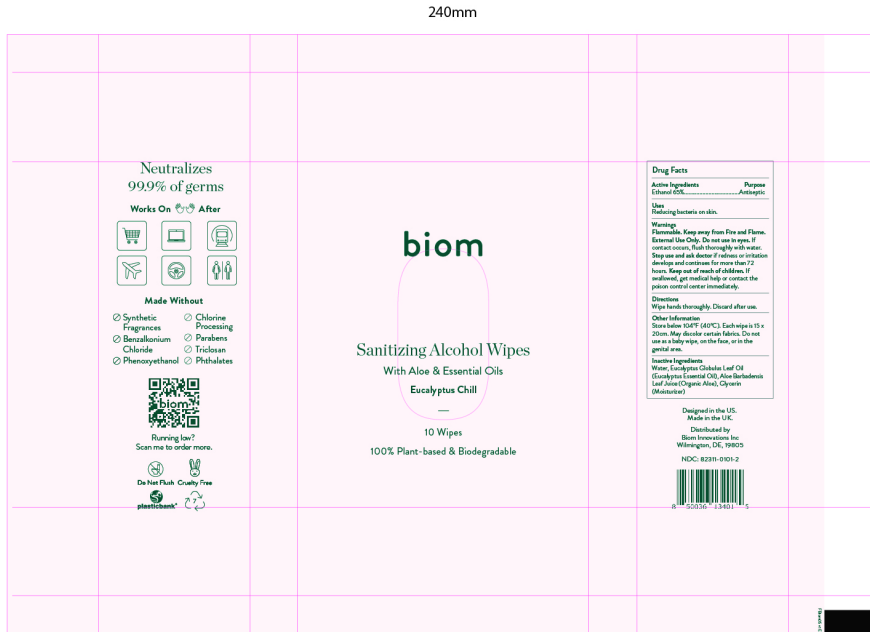 240mm
Neutralizes
99.9% of germs
Works On After
Made Without
Synthetic
Fragrances
Benzalkonium
Chloride
Phenoxyethanol
Chlorine
Processing
Parabens
Triclosan
Phthalates
biom
Running low?
Scan me to order more.
Do Not Flush Cruelty Free
plasticbank®
7
biom
Sanitizing Alcohol Wipes
With Aloe & Essential Oils
Eucalyptus Chill
—
10 Wipes
100% Plant-based & Biodegradable
Drug Facts
Active Ingredients Purpose
Ethanol 65%................................Antiseptic
Uses
Reducing bacteria on skin.
Warnings
Flammable. Keep away from Fire and Flame.
External Use Only. Do not use in eyes. If
contact occurs, flush thoroughly with water.
Stop use and ask doctor if redness or irritation
develops and continues for more than 72
hours. Keep out of reach of children. If
swallowed, get medical help or contact the
poison control center immediately.
Directions
Wipe hands thoroughly. Discard after use.
Other Information
Store below 104°F (40°C). Each wipe is 15 x
20cm. May discolor certain fabrics. Do not
use as a baby wipe, on the face, or in the
genital area.
Inactive Ingredients
Water, Eucalyptus Globulus Leaf Oil
(Eucalyptus Essential Oil), Aloe Barbadensis
Leaf Juice (Organic Aloe), Glycerin
(Moisturizer)
Designed in the US.
Made in the UK.
Distributed by
Biom Innovations Inc
Wilmington, DE, 19805
NDC: 82311-0101-2
8 50036 13401 5